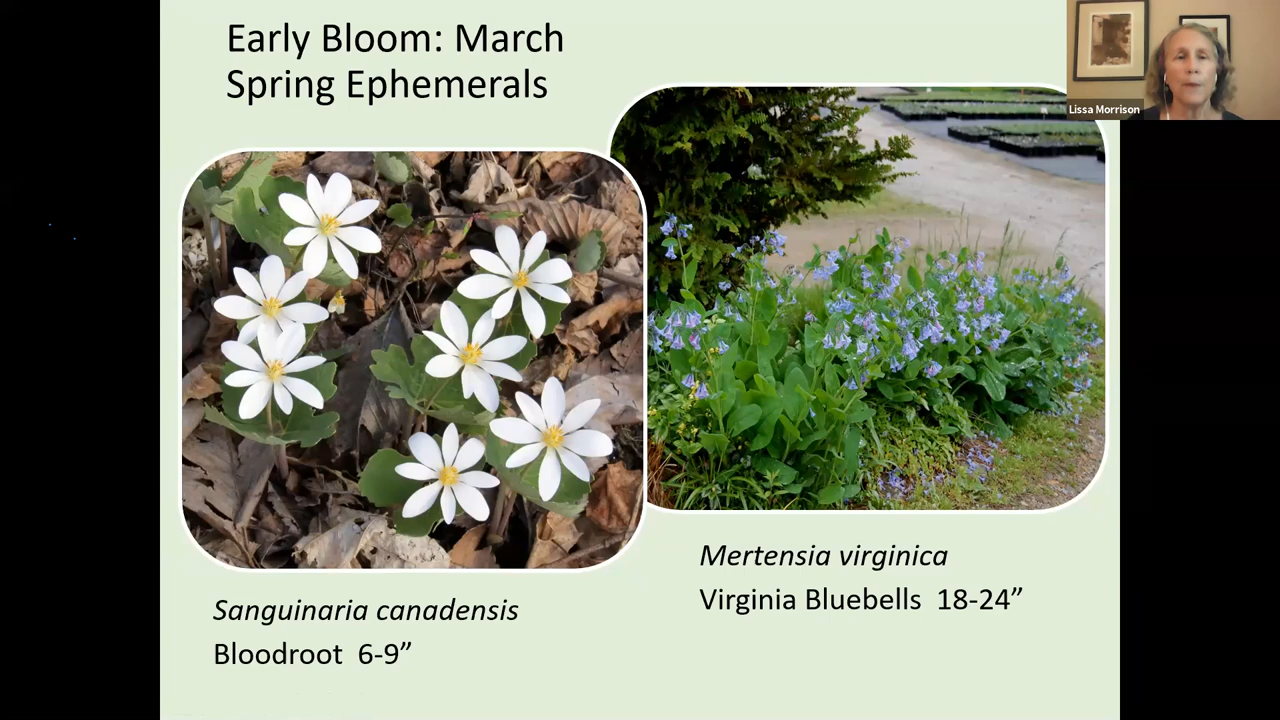 Early Bloom: March
Spring Ephemerals
Lissa Morrison
Mertensia virginica
Virginia Bluebells  18-24”
Sanguinaria canadensis
Bloodroot  6-9”